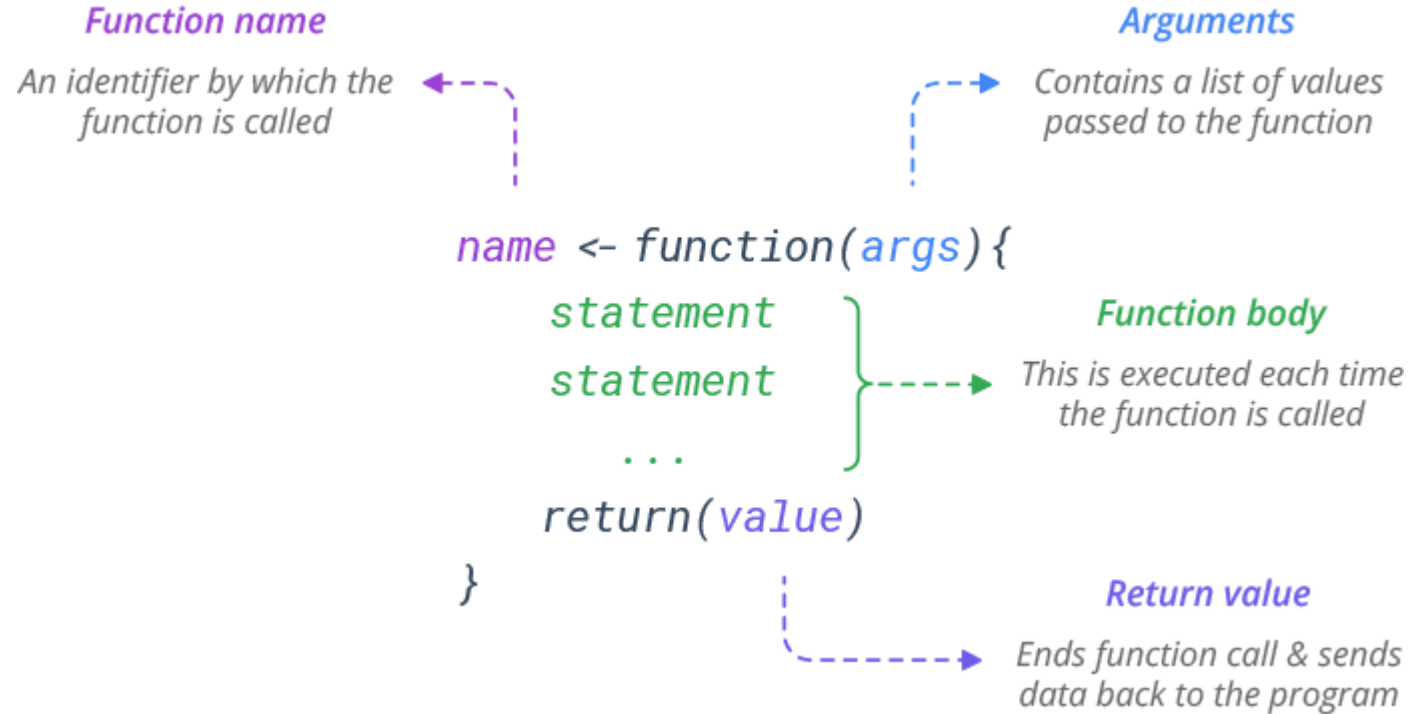 Function name
An identifier by which the
function is called
Arguments
Contains a list of values
passed to the function
name <- function(args){
statement
statement
...
return(value)
}
Function body
This is executed each time
the function is called
Return value
Ends function call & sends
data back to the program